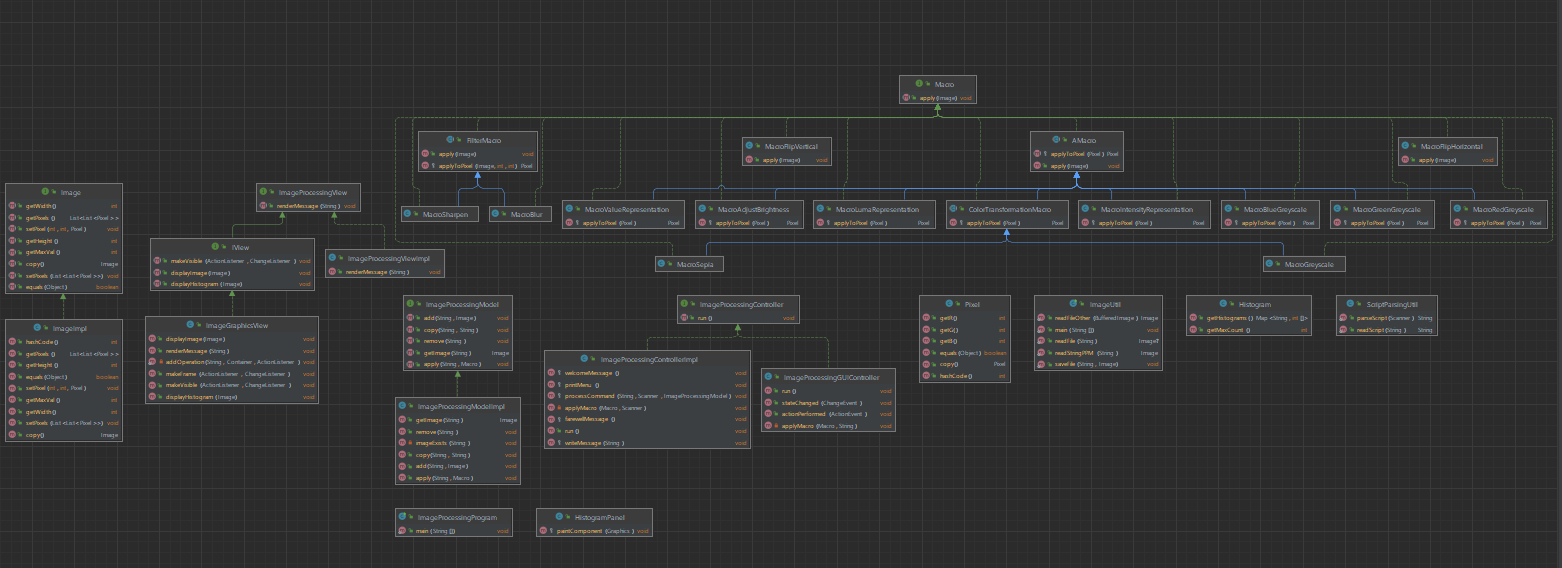 Macro
apply(Image) void
FilterMacro
apply(Image) void
applyToPixel(Image, int, int) Pixel
MacroFlipVertical
apply(Image) void
AMacro
applyToPixel(Pixel) Pixel
apply(Image) void
MacroFlipHorizontal
apply(Image) void
MacroSharpen
MacroBlur
MacroValueRepresentation
applyToPixel(Pixel) Pixel
MacroAdjustBrightness
applyToPixel(Pixel) Pixel
MacroLumaRepresentation
applyToPixel(Pixel) Pixel
ColorTransformationMacro
applyToPixel(Pixel) Pixel
MacroIntensityRepresentation
applyToPixel(Pixel) Pixel
MacroBlueGreyscale
applyToPixel(Pixel) Pixel
MacroGreenGreyscale
applyToPixel(Pixel) Pixel
MacroRedGreyscale
applyToPixel(Pixel) Pixel
MacroSepia
MacroGreyscale
Image
getWidth() int
getPixels() List<List<Pixel>>
setPixel(int, int, Pixel) void
getHeight() int
getMaxVal() int
copy() Image
setPixels(List<List<Pixel>>) void
equals(Object) boolean
ImageImpl
hashCode() int
getPixels() List<List<Pixel>>
getHeight() int
equals(Object) boolean
setPixel(int, int, Pixel) void
getMaxVal() int
getWidth() int
setPixels(List<List<Pixel>>) void
copy() Image
ImageProcessingView
renderMessage(String) void
IView
makeVisible(ActionListener, ChangeListener) void
displayImage(Image) void
displayHistogram(Image) void
ImageProcessingViewImpl
renderMessage(String) void
ImageGraphicsView
displayImage(Image) void
renderMessage(String) void
addOperation(String, Container, ActionListener) void
makeFrame(ActionListener, ChangeListener) void
makeVisible(ActionListener, ChangeListener) void
displayHistogram(Image) void
ImageProcessingModel
add(String, Image) void
copy(String, String) void
remove(String) void
getImage(String) Image
apply(String, Macro) void
ImageProcessingModelImpl
getImage(String) Image
remove(String) void
imageExists(String) void
copy(String, String) void
add(String, Image) void
apply(String, Macro) void
ImageProcessingController
run() void
ImageProcessingControllerImpl
welcomeMessage() void
printMenu() void
processCommand(String, Scanner, ImageProcessingModel) void
applyMacro(Macro, Scanner) void
farewellMessage() void
run() void
writeMessage(String) void
ImageProcessingGUIController
run() void
stateChanged(ChangeEvent) void
actionPerformed(ActionEvent) void
applyMacro(Macro, String) void
Pixel
getR() int
getG() int
getB() int
equals(Object) boolean
copy() Pixel
hashCode() int
ImageUtil
readFileOther(BufferedImage) Image
main(String[]) void
readFile(String) Image?
readStringPPM(String) Image
saveFile(String, Image) void
Histogram
getHistograms() Map<String, int[]>
getMaxCount() int
ScriptParsingUtil
parseScript(Scanner) String
readScript(String) String
ImageProcessingProgram
main(String[]) void
HistogramPanel
paintComponent(Graphics) void